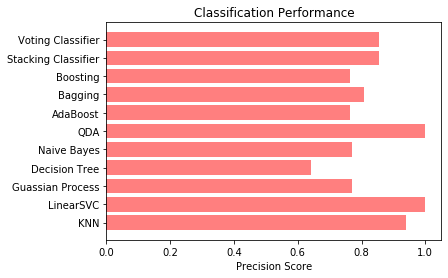 Classification Performance
Voting Classifier
Stacking Classifier
Boosting
Bagging
AdaBoost
QDA
Naive Bayes
Decision Tree
Guassian Process
LinearSVC
KNN
0.0 0.2 0.4 0.6 0.8 1.0
Precision Score